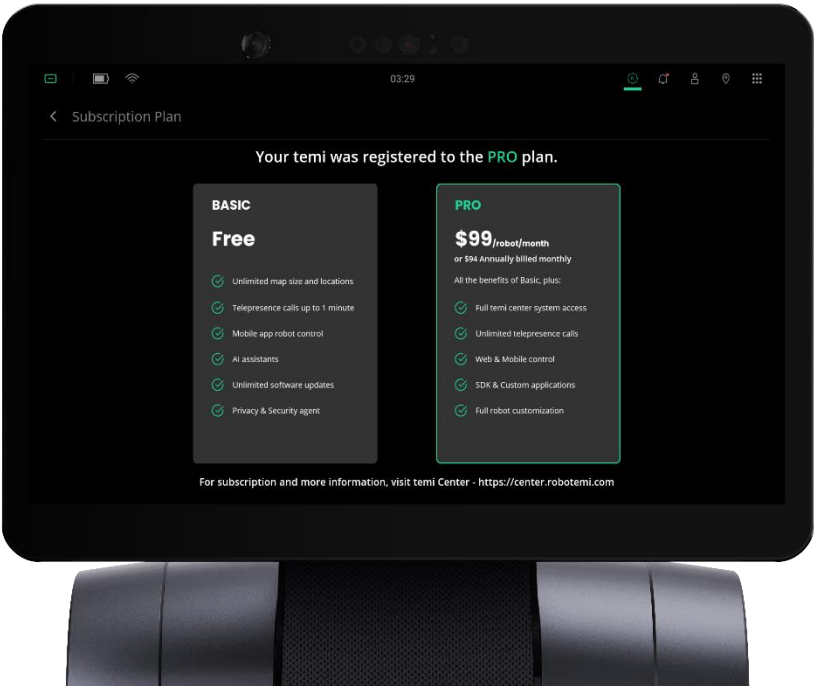 03:29
Subscription Plan
Your temi was registered to the PRO plan.
BASIC
Free
Unlimited map size and locations
Telepresence calls up to 1 minute
Mobile app robot control
AI assistants
Unlimited software updates
Privacy & Security agent
PRO
$99/robot/month
or $94 Annually billed monthly
All the benefits of Basic, plus:
Full temi center system access
Unlimited telepresence calls
Web & Mobile control
SDK & Custom applications
Full robot customization
For subscription and more information, visit temi Center - https://center.robotemi.com